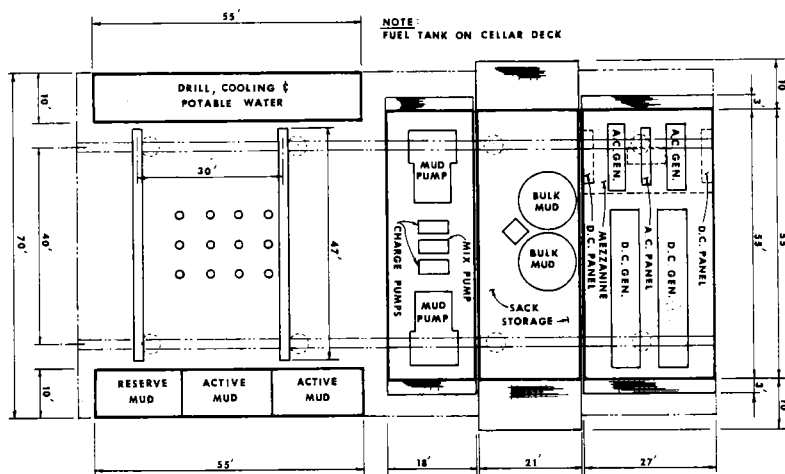 55'
NOTE:
FUEL TANK ON CELLAR DECK
10'
DRILL, COOLING ¢
POTABLE WATER
10'
3'
30'
MUD
PUMP
A.C. GEN.
A.C. GEN.
BULK
MUD
70'
40'
47'
CHARGE PUMPS
MIX PUMP
BULK
MUD
D.C. PANEL
MEZZANINE
A.C. PANEL
D.C. PANEL
D.C. GEN.
D.C. GEN.
55'
55'
MUD
PUMP
SACK
STORAGE
10'
RESERVE
MUD
ACTIVE
MUD
ACTIVE
MUD
3'
10'
55'
18'
21'
27'